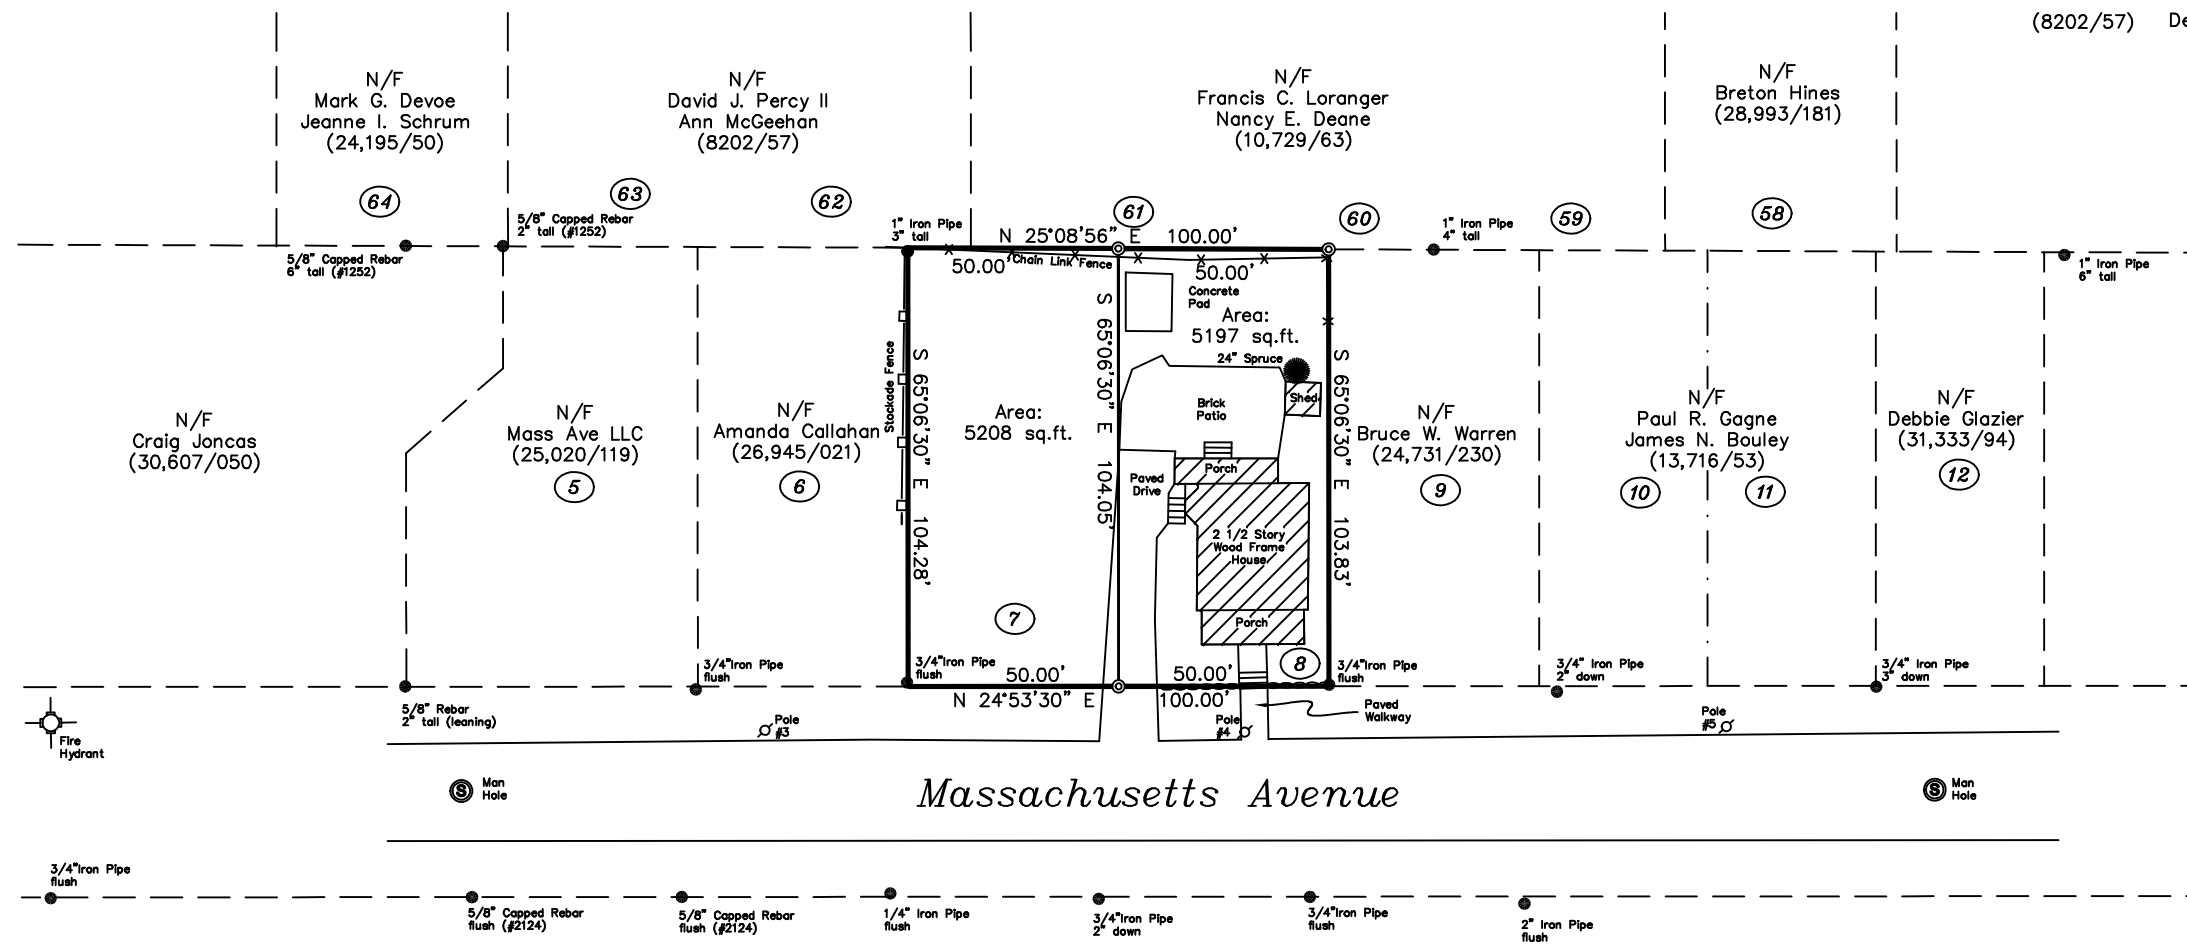 (8202/57) De
N/F
Mark G. Devoe
Jeanne I. Schrum
(24,195/50)
N/F
David J. Percy II
Ann McGeehan
(8202/57)
N/F
Francis C. Loranger
Nancy E. Deane
(10,729/63)
N/F
Breton Hines
(28,993/181)
64
63
62
61
60
59
58
5/8" Capped Rebar
6" tall (#1252)
5/8" Capped Rebar
2" tall (#1252)
1" Iron Pipe
3" tall
N 25°08'56" E 100.00'
1" Iron Pipe
4" tall
1" Iron Pipe
6" tall
50.00'
Chain Link Fence
50.00'
Concrete
Pad
Area:
5197 sq.ft.
24" Spruce
Shed
Brick
Patio
Stockade Fence
S 65°06'30" E 104.28'
S 65°06'30" E 104.05'
S 65°06'30" E 103.83'
Area:
5208 sq.ft.
Porch
Paved
Drive
2 1/2 Story
Wood Frame
House
Porch
N/F
Craig Joncas
(30,607/050)
N/F
Mass Ave LLC
(25,020/119)
5
N/F
Amanda Callahan
(26,945/021)
6
N/F
Bruce W. Warren
(24,731/230)
9
N/F
Paul R. Gagne
James N. Bouley
(13,716/53)
10
11
N/F
Debbie Glazier
(31,333/94)
12
7
8
3/4"Iron Pipe
flush
3/4"Iron Pipe
flush
50.00'
50.00'
3/4"Iron Pipe
flush
3/4" Iron Pipe
2" down
3/4" Iron Pipe
3" down
N 24°53'30" E 100.00'
5/8" Rebar
2" tall (leaning)
Pole
#3
Pole
#4
Paved
Walkway
Pole
#5
Fire
Hydrant
S
Man
Hole
Massachusetts Avenue
S
Man
Hole
3/4"Iron Pipe
flush
5/8" Capped Rebar
flush (#2124)
5/8" Capped Rebar
flush (#2124)
1/4" Iron Pipe
flush
3/4"Iron Pipe
2" down
3/4"Iron Pipe
flush
2" Iron Pipe
flush